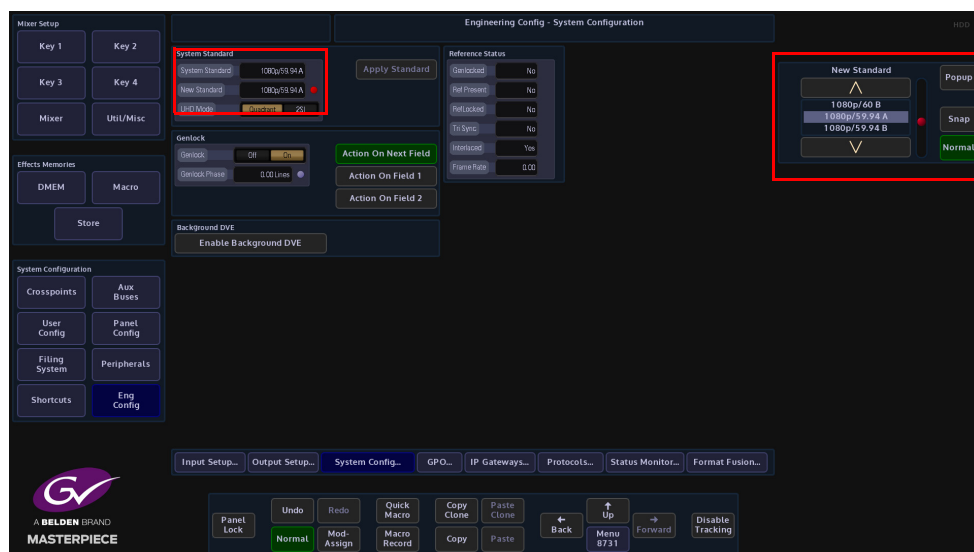 Mixer Setup
Engineering Config - System Configuration
HDD
Key 1
Key 2
Key 3
Key 4
Mixer
Util/Misc
System Standard
System Standard 1080p/59.94 A
New Standard 1080p/59.94 A
UHD Mode Quadrant 2SI
Apply Standard
Reference Status
Genlocked No
Ref Present No
RefLocked No
Tri Sync No
Interlaced Yes
Frame Rate 0.00
New Standard
1080p/60 B
1080p/59.94 A
1080p/59.94 B
Popup
Snap
Normal
Genlock
Genlock Off On
Genlock Phase 0.00 Lines
Action On Next Field
Action On Field 1
Action On Field 2
Effects Memories
DMEM
Macro
Store
Background DVE
Enable Background DVE
System Configuration
Crosspoints
Aux
Buses
User
Config
Panel
Config
Filing
System
Peripherals
Shortcuts
Eng
Config
Input Setup...
Output Setup...
System Config...
GPO...
IP Gateways...
Protocols...
Status Monitor...
Format Fusion...
GV
A BELDEN BRAND
MASTERPIECE
Panel
Lock
Undo
Redo
Quick
Macro
Copy
Clone
Paste
Clone
Normal
Mod-
Assign
Macro
Record
Copy
Paste
Back
Up
Menu
8731
Forward
Disable
Tracking